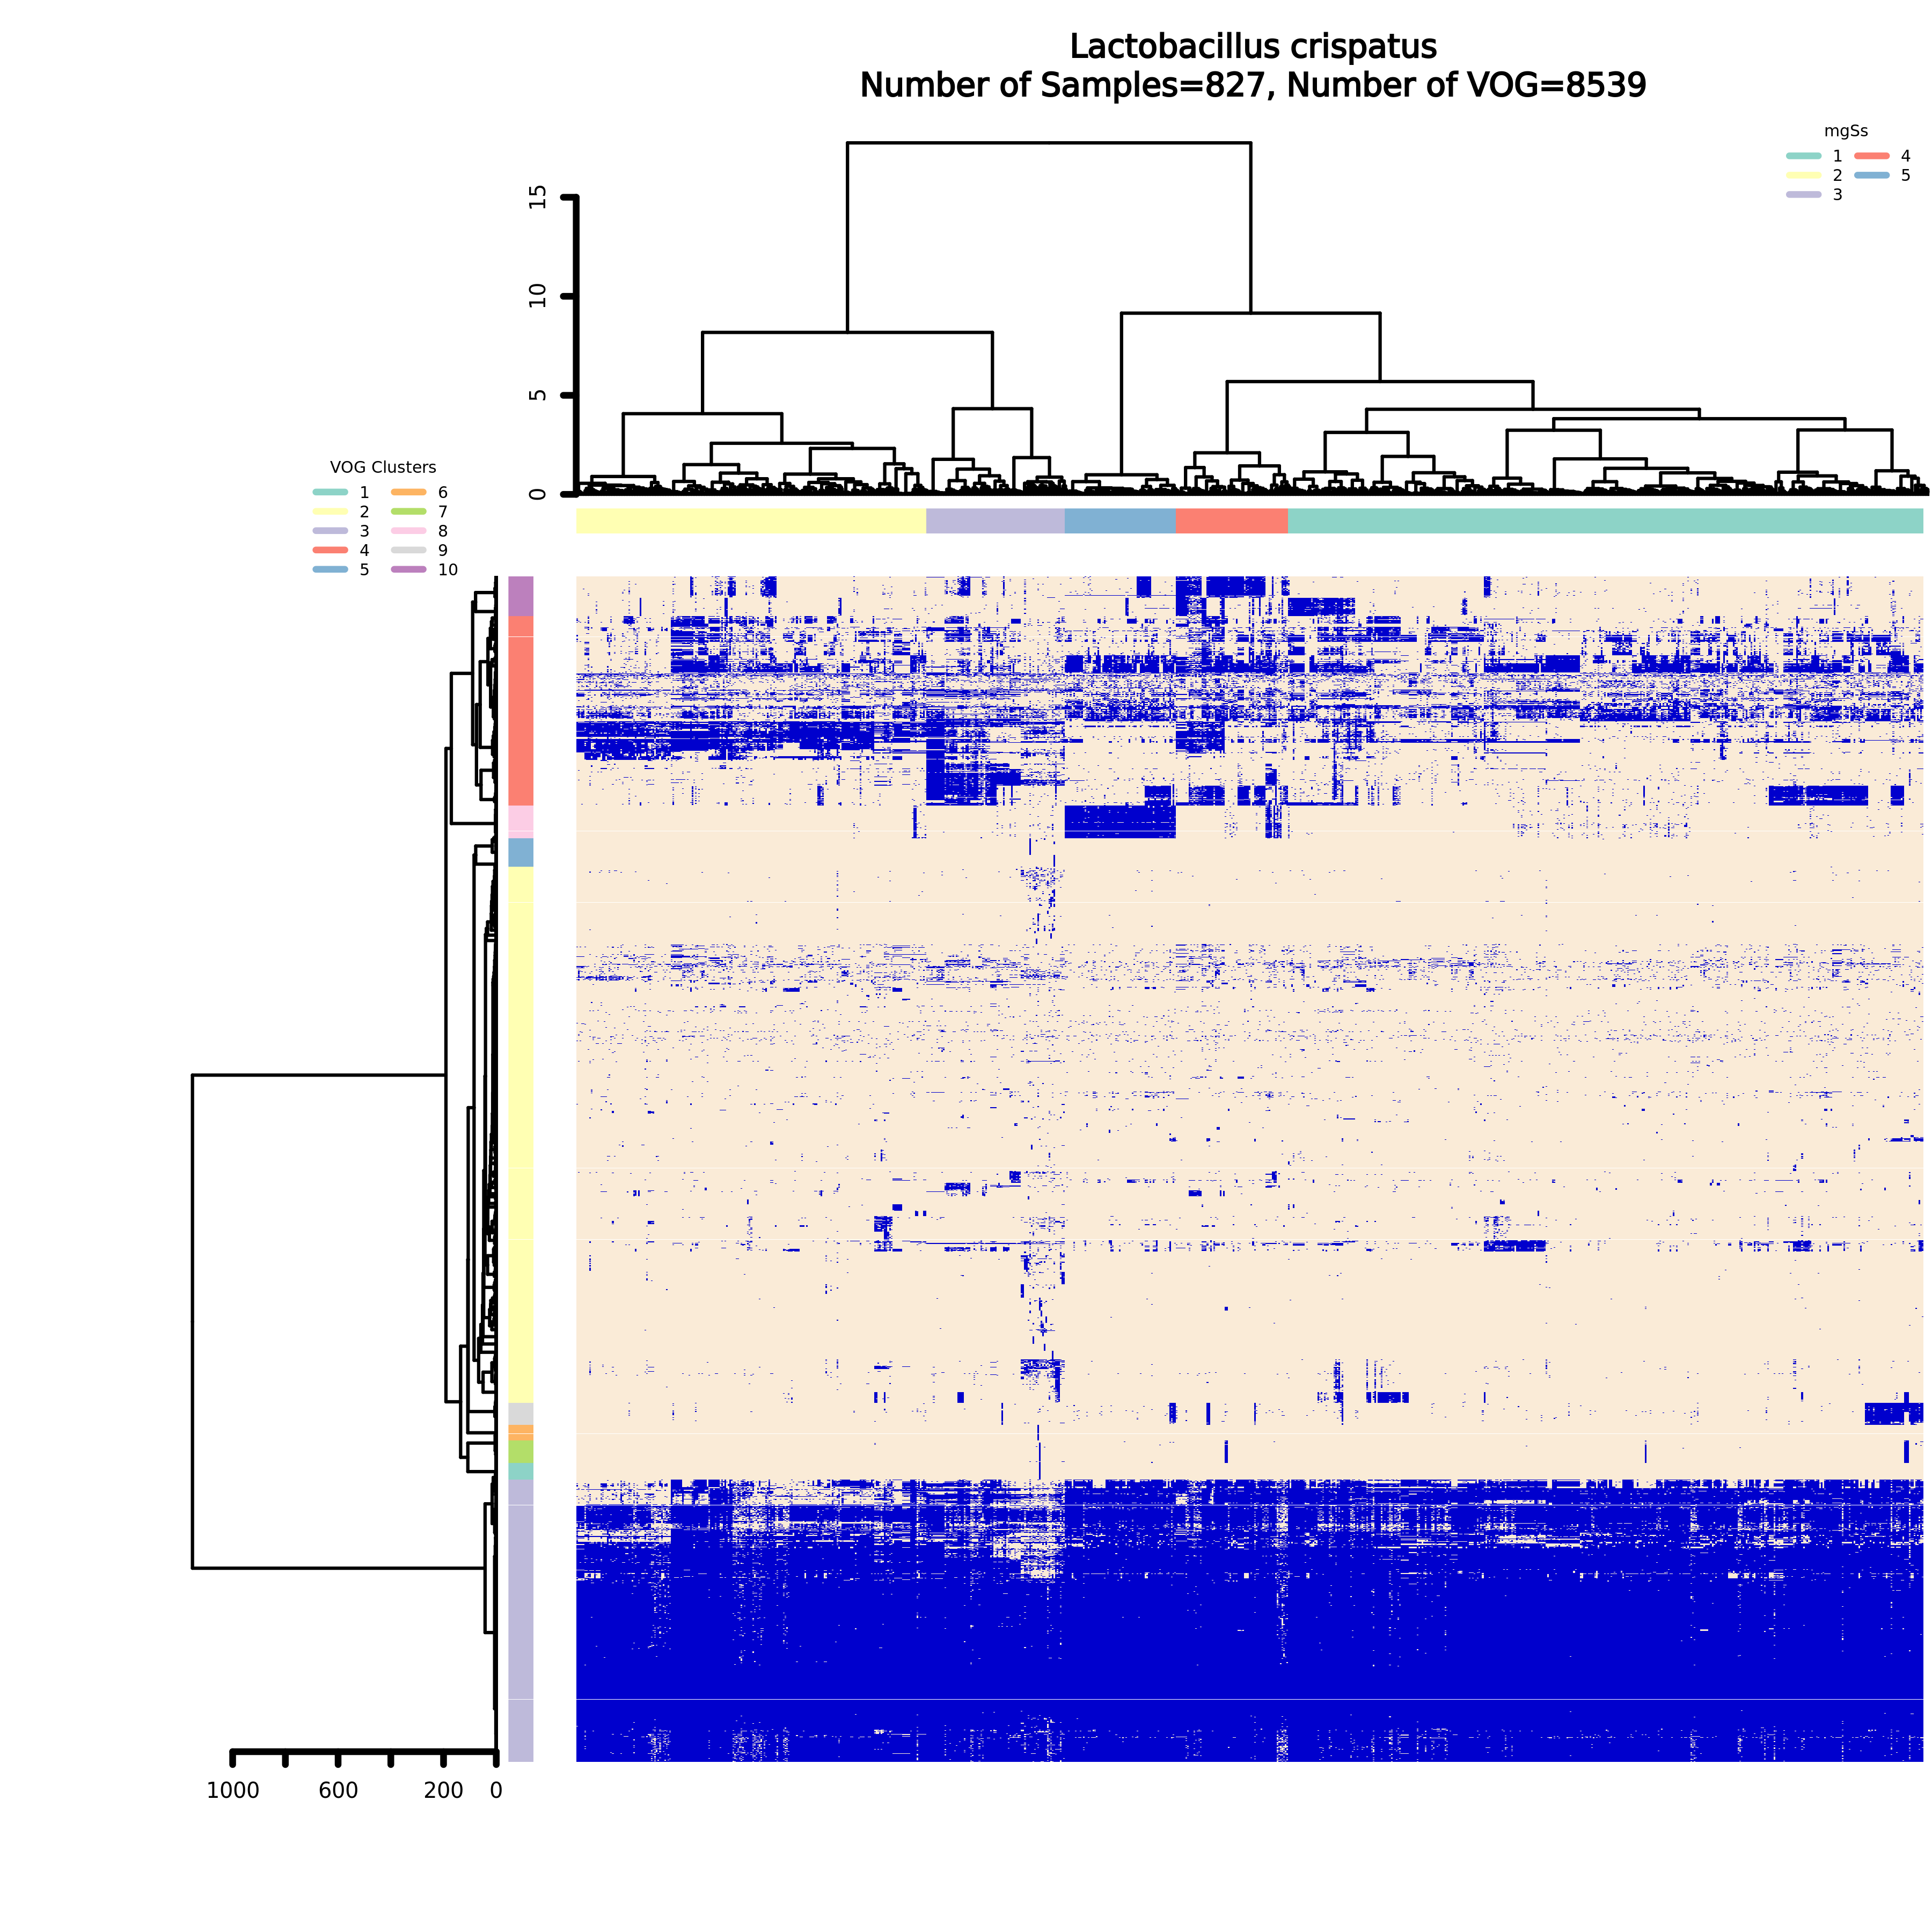 Lactobacillus crispatus
Number of Samples=827, Number of VOG=8539
mgSs
1 4
2 5
3
15
10
5
0
VOG Clusters
1 6
2 7
3 8
4 9
5 10
1000 600 200 0